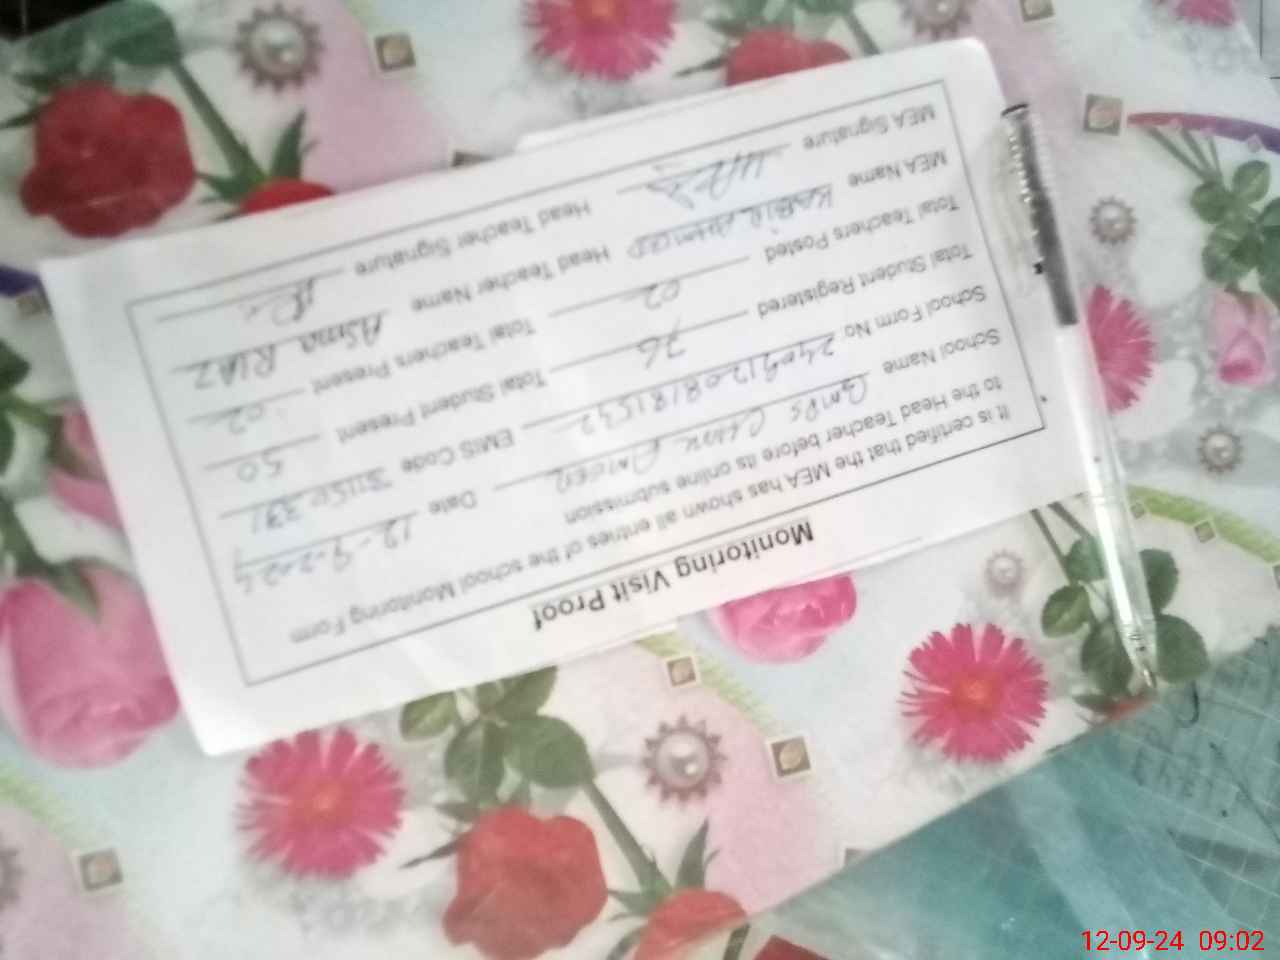 Monitoring Visit Proof
It is certified that the MEA has shown all entries of the school Monitoring Form
to the Head Teacher before its online submission
School Name GMPS Date 12-9-2024
School Form No EMIS Code
Total Student Registered 76 Total Student Present 50
Total Teachers Posted 02 Total Teachers Present 02
MEA Name KABIR AHMED Head Teacher Name Asma RIAZ
MEA Signature Head Teacher Signature
12-09-24 09:02